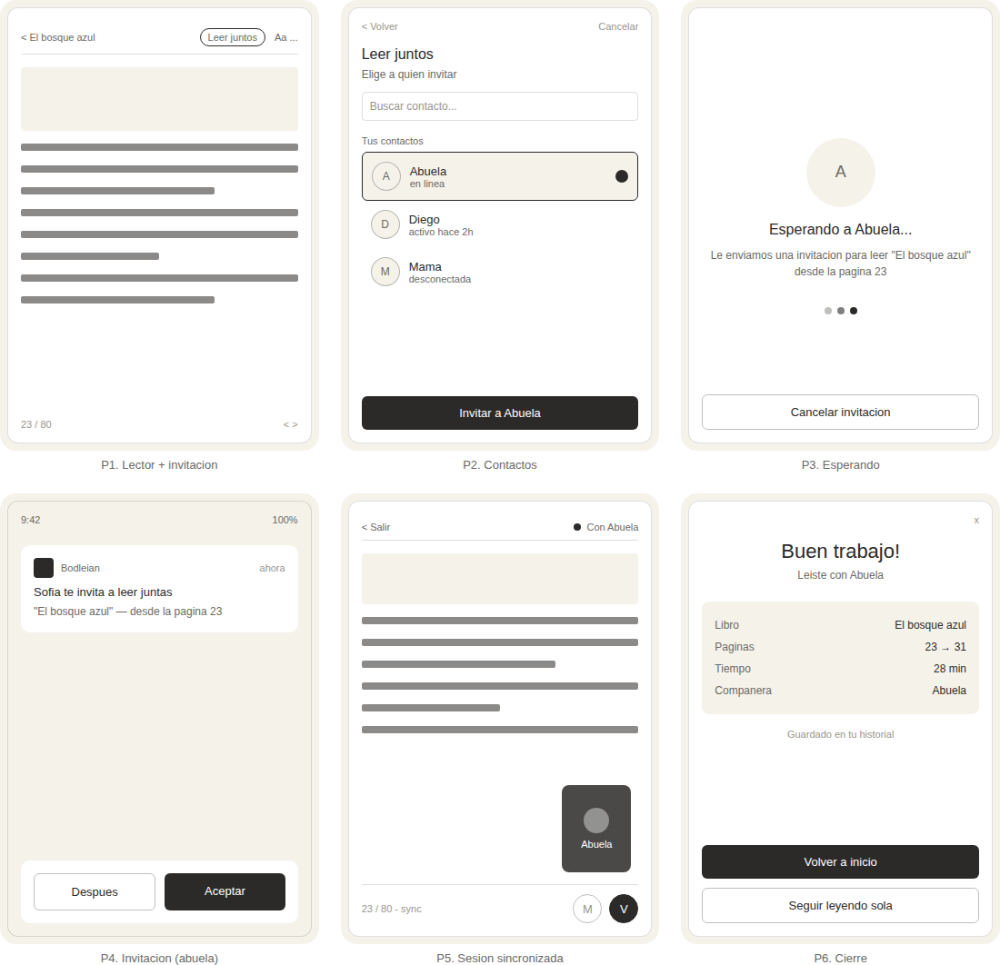 < El bosque azul
Leer juntos
Aa ...
23 / 80
< >
P1. Lector + invitacion
< Volver
Cancelar
Leer juntos
Elige a quien invitar
Buscar contacto...
Tus contactos
A
Abuela
en linea
D
Diego
activo hace 2h
M
Mama
desconectada
Invitar a Abuela
P2. Contactos
A
Esperando a Abuela...
Le enviamos una invitacion para leer "El bosque azul"
desde la pagina 23
Cancelar invitacion
P3. Esperando
9:42
100%
Bodleian
ahora
Sofia te invita a leer juntas
"El bosque azul" — desde la pagina 23
Despues
Aceptar
P4. Invitacion (abuela)
< Salir
Con Abuela
Abuela
23 / 80 - sync
M
V
P5. Sesion sincronizada
x
Buen trabajo!
Leiste con Abuela
Libro El bosque azul
Paginas 23 → 31
Tiempo 28 min
Companera Abuela
Guardado en tu historial
Volver a inicio
Seguir leyendo sola
P6. Cierre